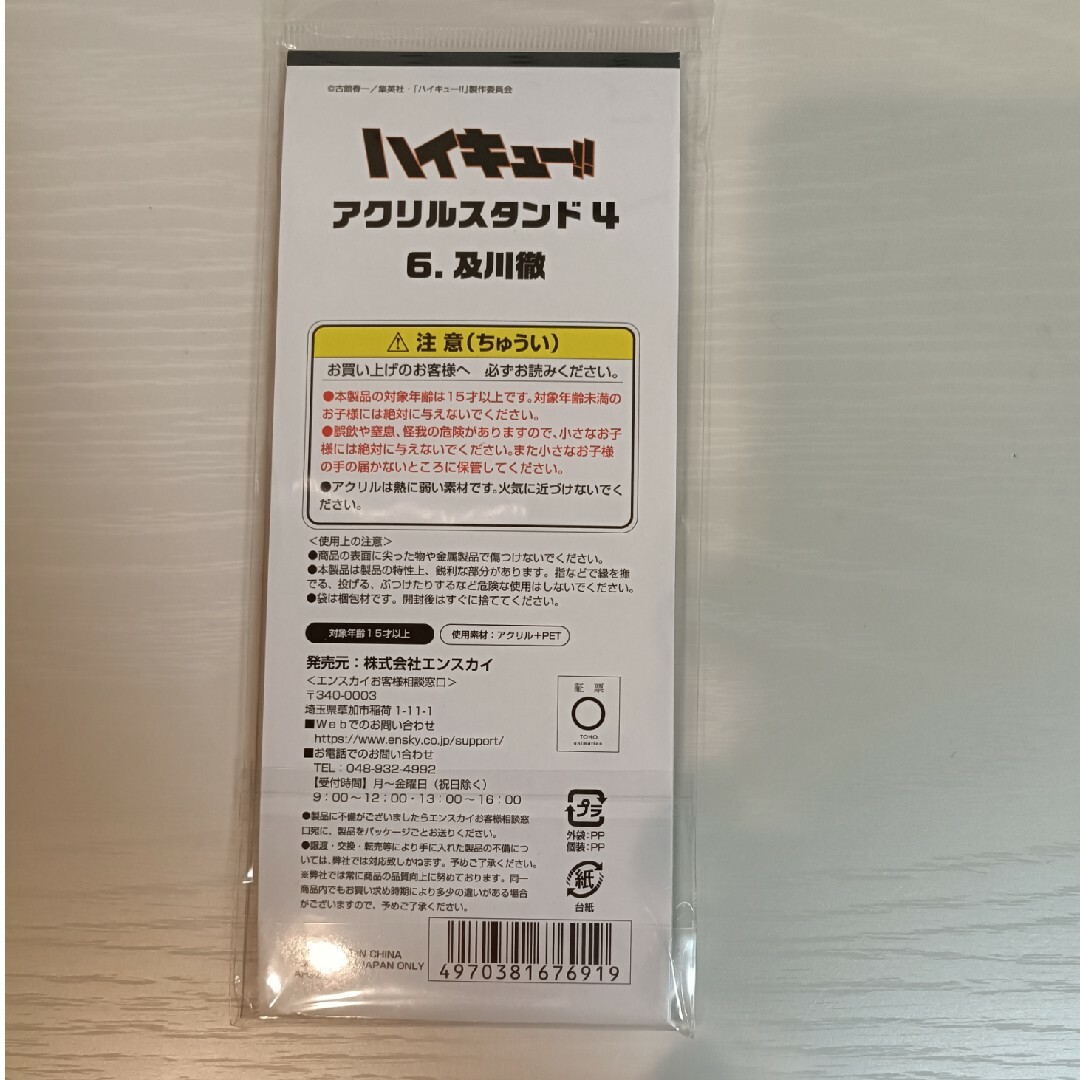 ©古舘春一／集英社・「ハイキュー!!」製作委員会
ハイキュー!!
アクリルスタンド 4
6. 及川徹
⚠ 注意(ちゅうい)
お買い上げのお客様へ　必ずお読みください。
●本製品の対象年齢は15才以上です。対象年齢未満の
お子様には絶対に与えないでください。
●誤飲や窒息、怪我の危険がありますので、小さなお子
様には絶対に与えないでください。また小さなお子様
の手の届かないところに保管してください。
●アクリルは熱に弱い素材です。火気に近づけないでく
ださい。
＜使用上の注意＞
●商品の表面に尖った物や金属製品で傷つけないでください。
●本製品は製品の特性上、鋭利な部分があります。指などで縁を撫
でる、投げる、ぶつけたりするなど危険な使用はしないでください。
●袋は梱包材です。開封後はすぐに捨ててください。
対象年齢15才以上
使用素材：アクリル+PET
発売元：株式会社エンスカイ
＜エンスカイお客様相談窓口＞
〒340-0003
埼玉県草加市稲荷 1-11-1
■Webでのお問い合わせ
https://www.ensky.co.jp/support/
■お電話でのお問い合わせ
TEL：048-932-4992
【受付時間】月～金曜日（祝日除く）
9：00～12：00・13：00～16：00
●製品に不備がございましたらエンスカイお客様相談窓
口宛に、製品をパッケージごとお送りください。
●譲渡・交換・転売等により手に入れた製品の不備につ
いては、弊社では対応致しかねます。予めご了承ください。
※弊社では常に商品の品質向上に努めております。同一
商品内でもお買い求め時期により多少の違いがある場合
がございますので、予めご了承ください。
証 票
TOHO
animation
プラ
外袋：PP
個装：PP
紙
台紙
IN CHINA
JAPAN ONLY
4970381676919